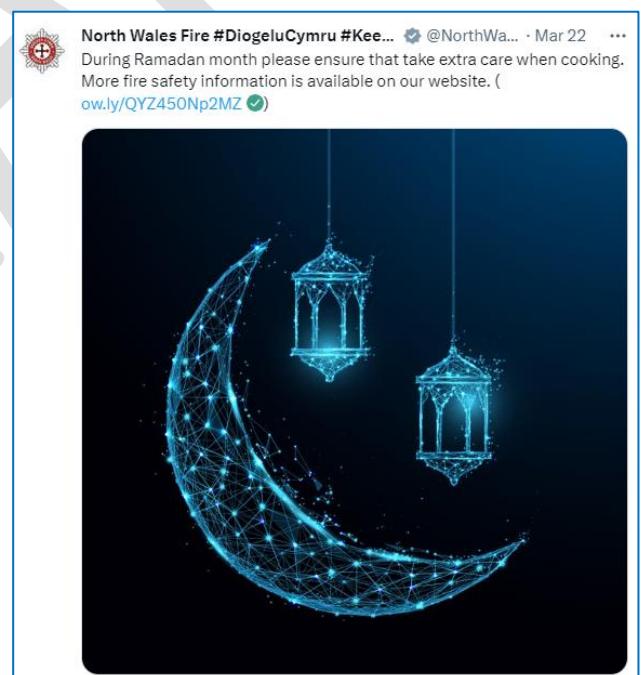 North Wales Fire #DiogeluCymru #Kee... @NorthWa... · Mar 22 ...
During Ramadan month please ensure that take extra care when cooking.
More fire safety information is available on our website. (
ow.ly/QYZ450Np2MZ ✅)